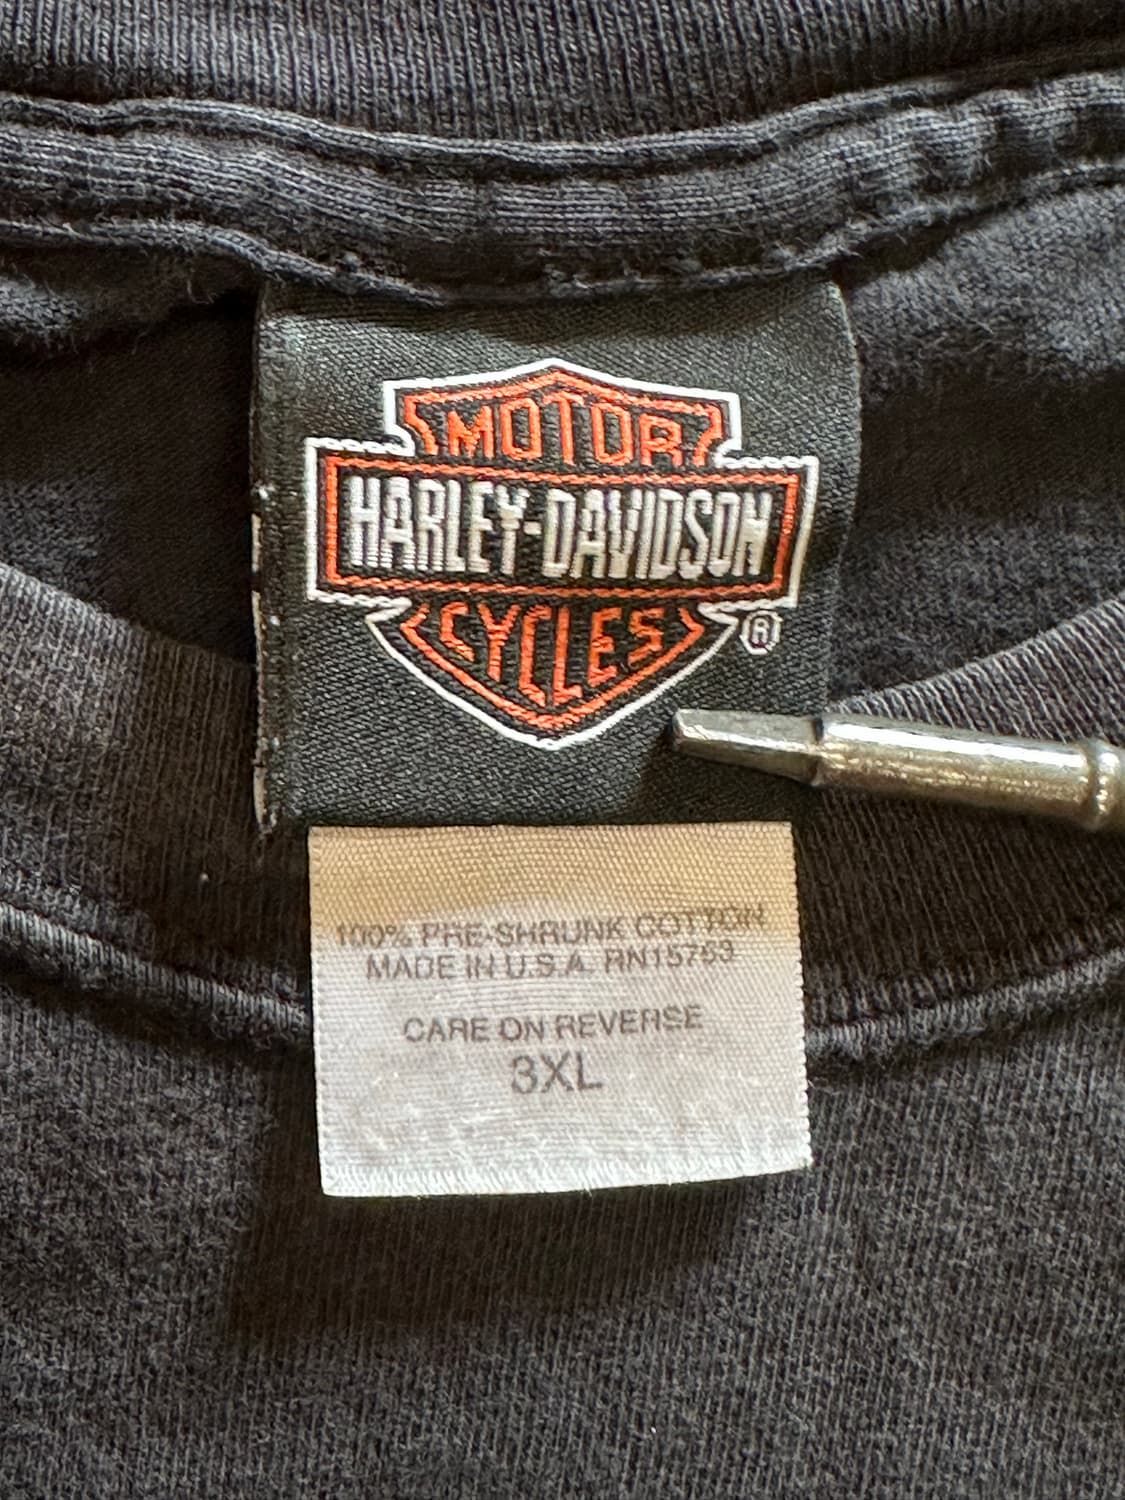 MOTOR
HARLEY-DAVIDSON
CYCLES
®
100% PRE-SHRUNK COTTON
MADE IN U.S.A. RN15763
CARE ON REVERSE
3XL